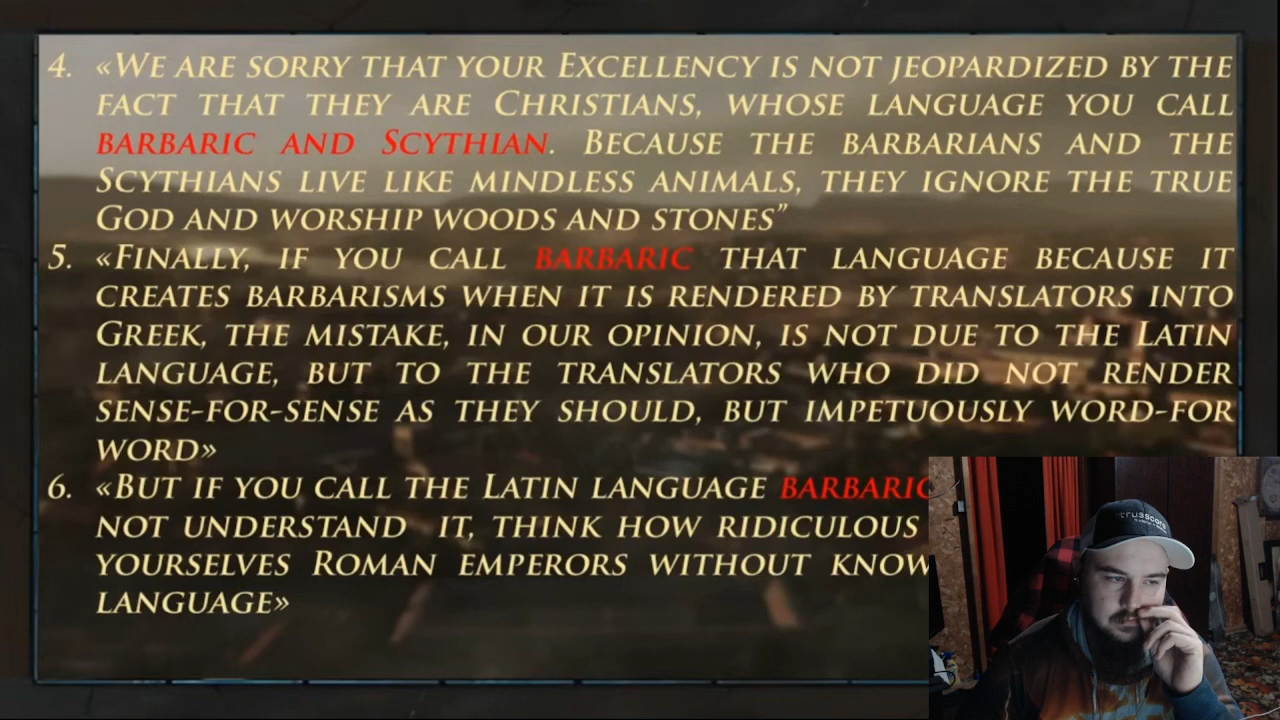 4. «We are sorry that your Excellency is not jeopardized by the
fact that they are Christians, whose language you call
barbaric and Scythian. Because the barbarians and the
Scythians live like mindless animals, they ignore the true
God and worship woods and stones”
5. «Finally, if you call barbaric that language because it
creates barbarisms when it is rendered by translators into
Greek, the mistake, in our opinion, is not due to the Latin
language, but to the translators who did not render
sense-for-sense as they should, but impetuously word-for
word»
6. «But if you call the Latin language barbaric
not understand it, think how ridiculous
yourselves Roman emperors without know
language»